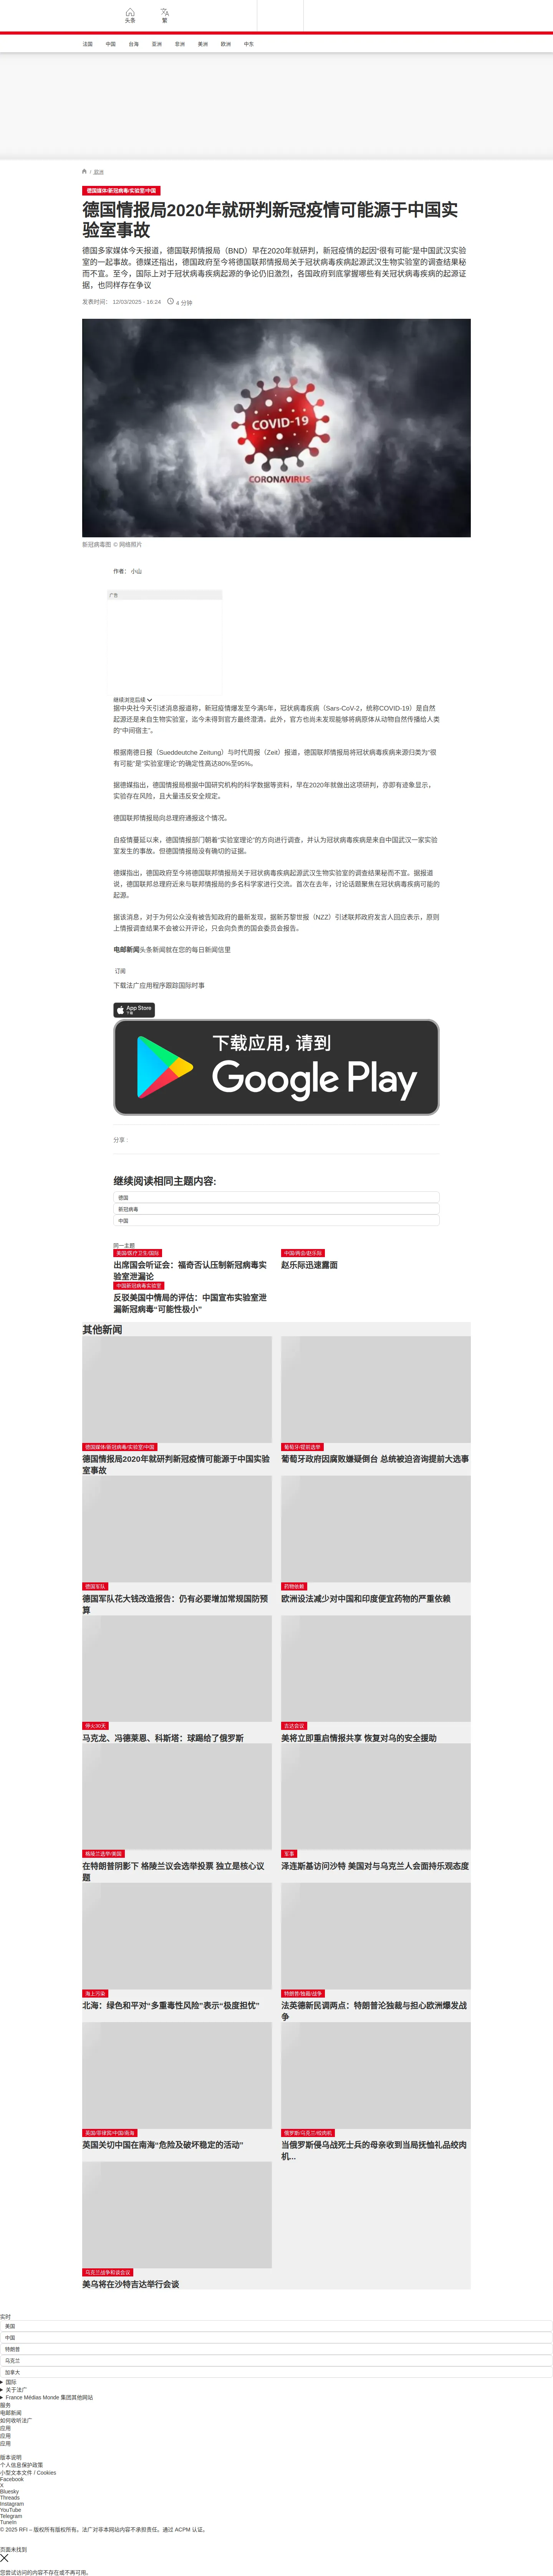 头条
繁
法国
中国
台海
亚洲
非洲
美洲
欧洲
中东
/ 欧洲
德国媒体/新冠病毒/实验室/中国
德国情报局2020年就研判新冠疫情可能源于中国实
验室事故
德国多家媒体今天报道，德国联邦情报局（BND）早在2020年就研判，新冠疫情的起因“很有可能”是中国武汉实验
室的一起事故。德媒还指出，德国政府至今将德国联邦情报局关于冠状病毒疾病起源武汉生物实验室的调查结果秘
而不宣。至今，国际上对于冠状病毒疾病起源的争论仍旧激烈，各国政府到底掌握哪些有关冠状病毒疾病的起源证
据，也同样存在争议
发表时间： 12/03/2025 - 16:24
4 分钟
COVID-19
CORONAVIRUS
新冠病毒图 © 网络照片
作者： 小山
广告
继续浏览后续
据中央社今天引述消息报道称，新冠疫情爆发至今满5年，冠状病毒疾病（Sars-CoV-2，统称COVID-19）是自然
起源还是来自生物实验室，迄今未得到官方最终澄清。此外，官方也尚未发现能够将病原体从动物自然传播给人类
的“中间宿主”。
根据南德日报（Sueddeutche Zeitung）与时代周报（Zeit）报道，德国联邦情报局将冠状病毒疾病来源归类为“很
有可能”是“实验室理论”的确定性高达80%至95%。
据德媒指出，德国情报局根据中国研究机构的科学数据等资料，早在2020年就做出这项研判，亦即有迹象显示，
实验存在风险，且大量违反安全规定。
德国联邦情报局向总理府通报这个情况。
自疫情蔓延以来，德国情报部门朝着“实验室理论”的方向进行调查，并认为冠状病毒疾病是来自中国武汉一家实验
室发生的事故。但德国情报局没有确切的证据。
德媒指出，德国政府至今将德国联邦情报局关于冠状病毒疾病起源武汉生物实验室的调查结果秘而不宣。据报道
说，德国联邦总理府近来与联邦情报局的多名科学家进行交流。首次在去年，讨论话题聚焦在冠状病毒疾病可能的
起源。
据该消息，对于为何公众没有被告知政府的最新发现，据新苏黎世报（NZZ）引述联邦政府发言人回应表示，原则
上情报调查结果不会被公开评论，只会向负责的国会委员会报告。
电邮新闻头条新闻就在您的每日新闻信里
订阅
下载法广应用程序跟踪国际时事
App Store
下载
下载应用，请到
Google Play
分享 :
继续阅读相同主题内容:
德国
新冠病毒
中国
同一主题
美国/医疗卫生/国际
出席国会听证会：福奇否认压制新冠病毒实
验室泄漏论
中国/两会/赵乐际
赵乐际迅速露面
中国新冠病毒实验室
反驳美国中情局的评估：中国宣布实验室泄
漏新冠病毒“可能性极小”
其他新闻
德国媒体/新冠病毒/实验室/中国
德国情报局2020年就研判新冠疫情可能源于中国实验
室事故
葡萄牙/提前选举
葡萄牙政府因腐败嫌疑倒台 总统被迫咨询提前大选事
德国军队
德国军队花大钱改造报告：仍有必要增加常规国防预
算
药物依赖
欧洲设法减少对中国和印度便宜药物的严重依赖
停火30天
马克龙、冯德莱恩、科斯塔：球踢给了俄罗斯
吉达会议
美将立即重启情报共享 恢复对乌的安全援助
格陵兰选举/美国
在特朗普阴影下 格陵兰议会选举投票 独立是核心议
题
军事
泽连斯基访问沙特 美国对与乌克兰人会面持乐观态度
海上污染
北海：绿色和平对“多重毒性风险”表示“极度担忧”
特朗普/独裁/战争
法英德新民调两点：特朗普沦独裁与担心欧洲爆发战
争
英国/菲律宾/中国/南海
英国关切中国在南海“危险及破坏稳定的活动”
俄罗斯/乌克兰/绞肉机
当俄罗斯侵乌战死士兵的母亲收到当局抚恤礼品绞肉
机...
乌克兰战争和谈会议
美乌将在沙特吉达举行会谈
实时
美国
中国
特朗普
乌克兰
加拿大
国际
关于法广
France Médias Monde 集团其他网站
服务
电邮新闻
如何收听法广
应用
应用
应用
版本说明
个人信息保护政策
小型文本文件 / Cookies
Facebook
X
Bluesky
Threads
Instagram
YouTube
Telegram
TuneIn
© 2025 RFI – 版权所有版权所有。法广对非本网站内容不承担责任。通过 ACPM 认证。
页面未找到
您尝试访问的内容不存在或不再可用。